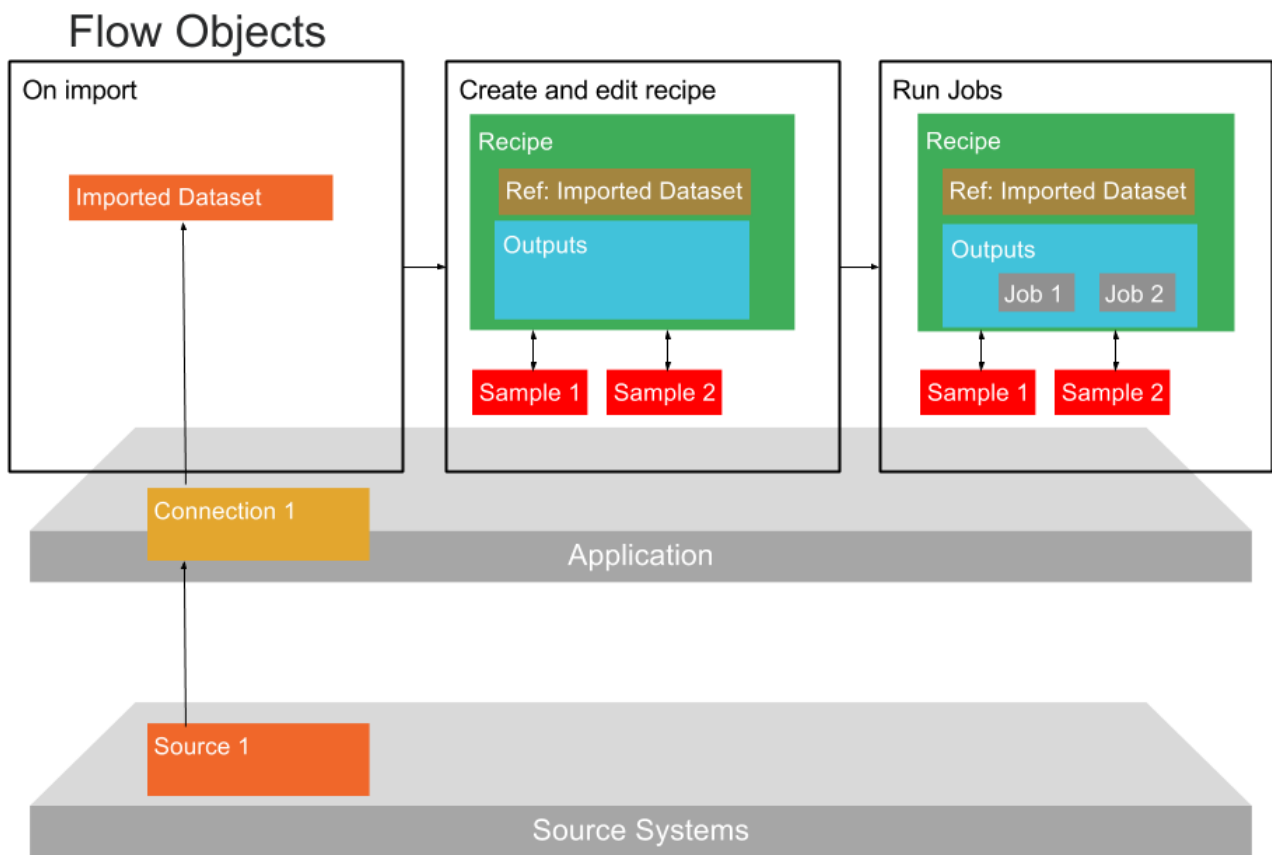 Flow Objects
On import
Imported Dataset
Create and edit recipe
Recipe
Ref: Imported Dataset
Outputs
Sample 1
Sample 2
Run Jobs
Recipe
Ref: Imported Dataset
Outputs
Job 1
Job 2
Sample 1
Sample 2
Connection 1
Application
Source 1
Source Systems